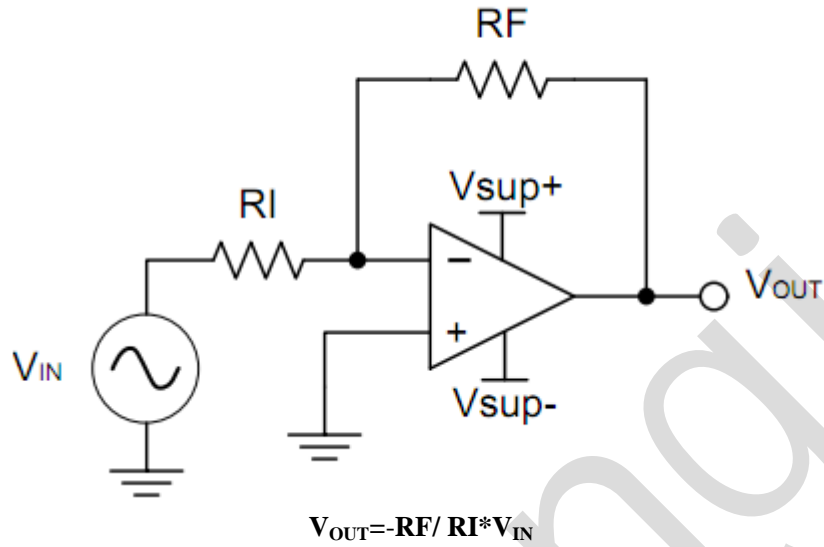 RF
Vsup+
RI
−
VOUT
+
VIN
Vsup-
VOUT=-RF/ RI*VIN